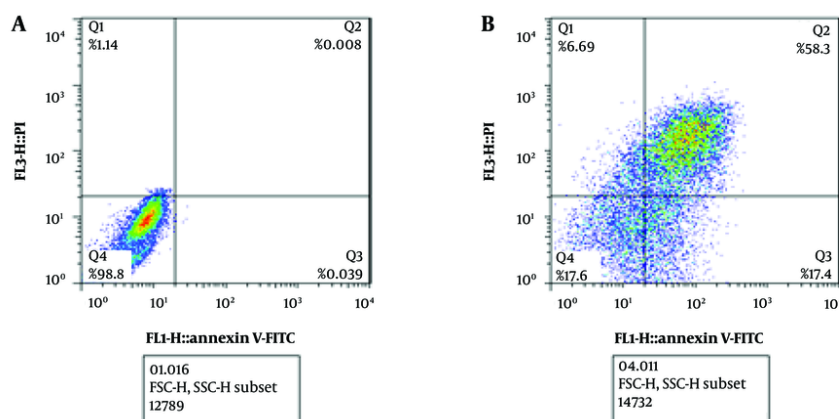 A
Q1
%1.14
Q2
%0.008
10⁴
10³
10²
10¹
10⁰
FL3-H::PI
Q4
%98.8
Q3
%0.039
10⁰ 10¹ 10² 10³ 10⁴
FL1-H::annexin V-FITC
01.016
FSC-H, SSC-H subset
12789
B
Q1
%6.69
Q2
%58.3
10⁴
10³
10²
10¹
10⁰
FL3-H::PI
Q4
%17.6
Q3
%17.4
10⁰ 10¹ 10² 10³ 10
FL1-H::annexin V-FITC
04.011
FSC-H, SSC-H subset
14732